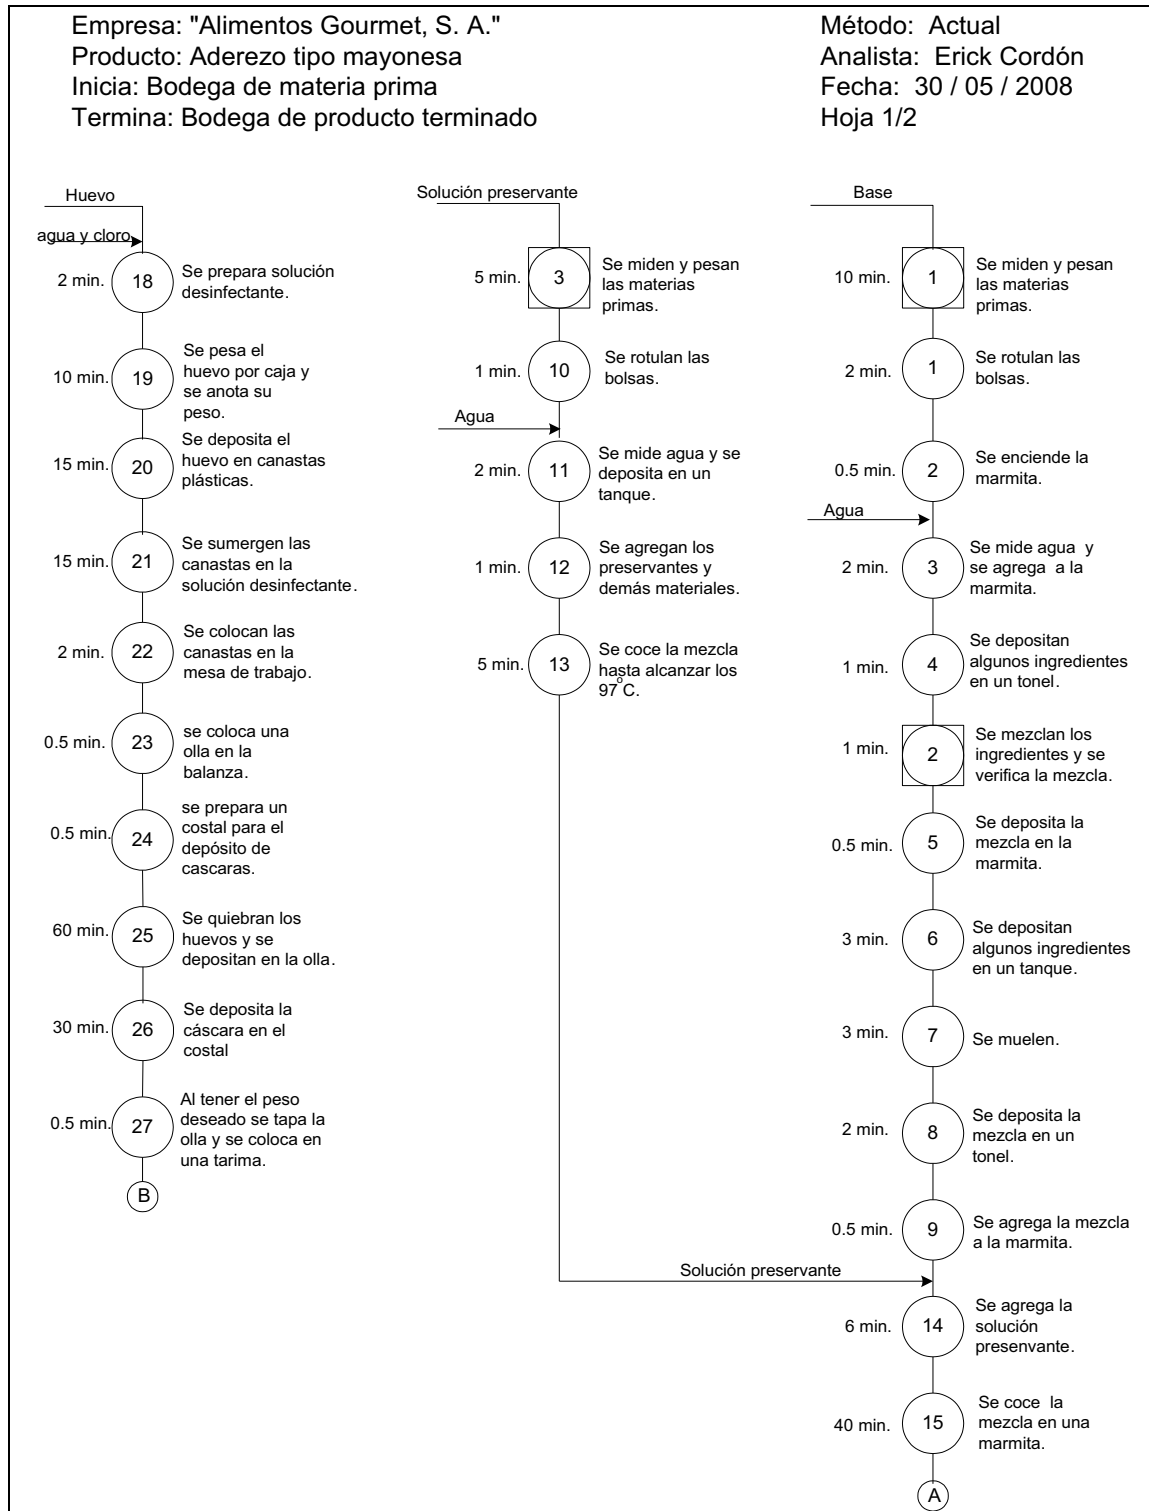 Empresa: "Alimentos Gourmet, S. A."
Producto: Aderezo tipo mayonesa
Inicia: Bodega de materia prima
Termina: Bodega de producto terminado
Método: Actual
Analista: Erick Cordón
Fecha: 30 / 05 / 2008
Hoja 1/2
Huevo
agua y cloro
2 min.
18
Se prepara solución
desinfectante.
10 min.
19
Se pesa el
huevo por caja y
se anota su
peso.
15 min.
20
Se deposita el
huevo en canastas
plásticas.
15 min.
21
Se sumergen las
canastas en la
solución desinfectante.
2 min.
22
Se colocan las
canastas en la
mesa de trabajo.
0.5 min.
23
se coloca una
olla en la
balanza.
0.5 min.
24
se prepara un
costal para el
depósito de
cascaras.
60 min.
25
Se quiebran los
huevos y se
depositan en la olla.
30 min.
26
Se deposita la
cáscara en el
costal
0.5 min.
27
Al tener el peso
deseado se tapa la
olla y se coloca en
una tarima.
B
Solución preservante
5 min.
3
Se miden y pesan
las materias
primas.
1 min.
10
Se rotulan las
bolsas.
Agua
2 min.
11
Se mide agua y se
deposita en un
tanque.
1 min.
12
Se agregan los
preservantes y
demás materiales.
5 min.
13
Se coce la mezcla
hasta alcanzar los
97°C.
Solución preservante
Base
10 min.
1
Se miden y pesan
las materias
primas.
2 min.
1
Se rotulan las
bolsas.
0.5 min.
2
Se enciende la
marmita.
Agua
2 min.
3
Se mide agua y
se agrega a la
marmita.
1 min.
4
Se depositan
algunos ingredientes
en un tonel.
1 min.
2
Se mezclan los
ingredientes y se
verifica la mezcla.
0.5 min.
5
Se deposita la
mezcla en la
marmita.
3 min.
6
Se depositan
algunos ingredientes
en un tanque.
3 min.
7
Se muelen.
2 min.
8
Se deposita la
mezcla en un
tonel.
0.5 min.
9
Se agrega la mezcla
a la marmita.
6 min.
14
Se agrega la
solución
presenvante.
40 min.
15
Se coce la
mezcla en una
marmita.
A